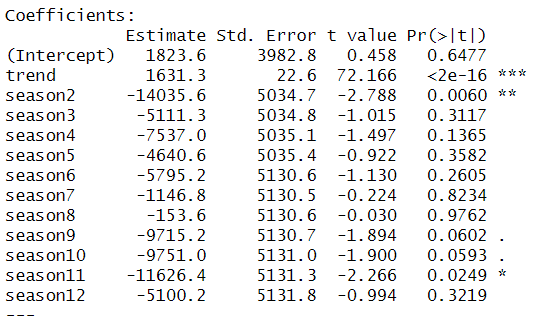 Coefficients:
Estimate Std. Error t value Pr(>|t|)
(Intercept) 1823.6 3982.8 0.458 0.6477
trend 1631.3 22.6 72.166 <2e-16 ***
season2 -14035.6 5034.7 -2.788 0.0060 **
season3 -5111.3 5034.8 -1.015 0.3117
season4 -7537.0 5035.1 -1.497 0.1365
season5 -4640.6 5035.4 -0.922 0.3582
season6 -5795.2 5130.6 -1.130 0.2605
season7 -1146.8 5130.5 -0.224 0.8234
season8 -153.6 5130.6 -0.030 0.9762
season9 -9715.2 5130.7 -1.894 0.0602 .
season10 -9751.0 5131.0 -1.900 0.0593 .
season11 -11626.4 5131.3 -2.266 0.0249 *
season12 -5100.2 5131.8 -0.994 0.3219
---